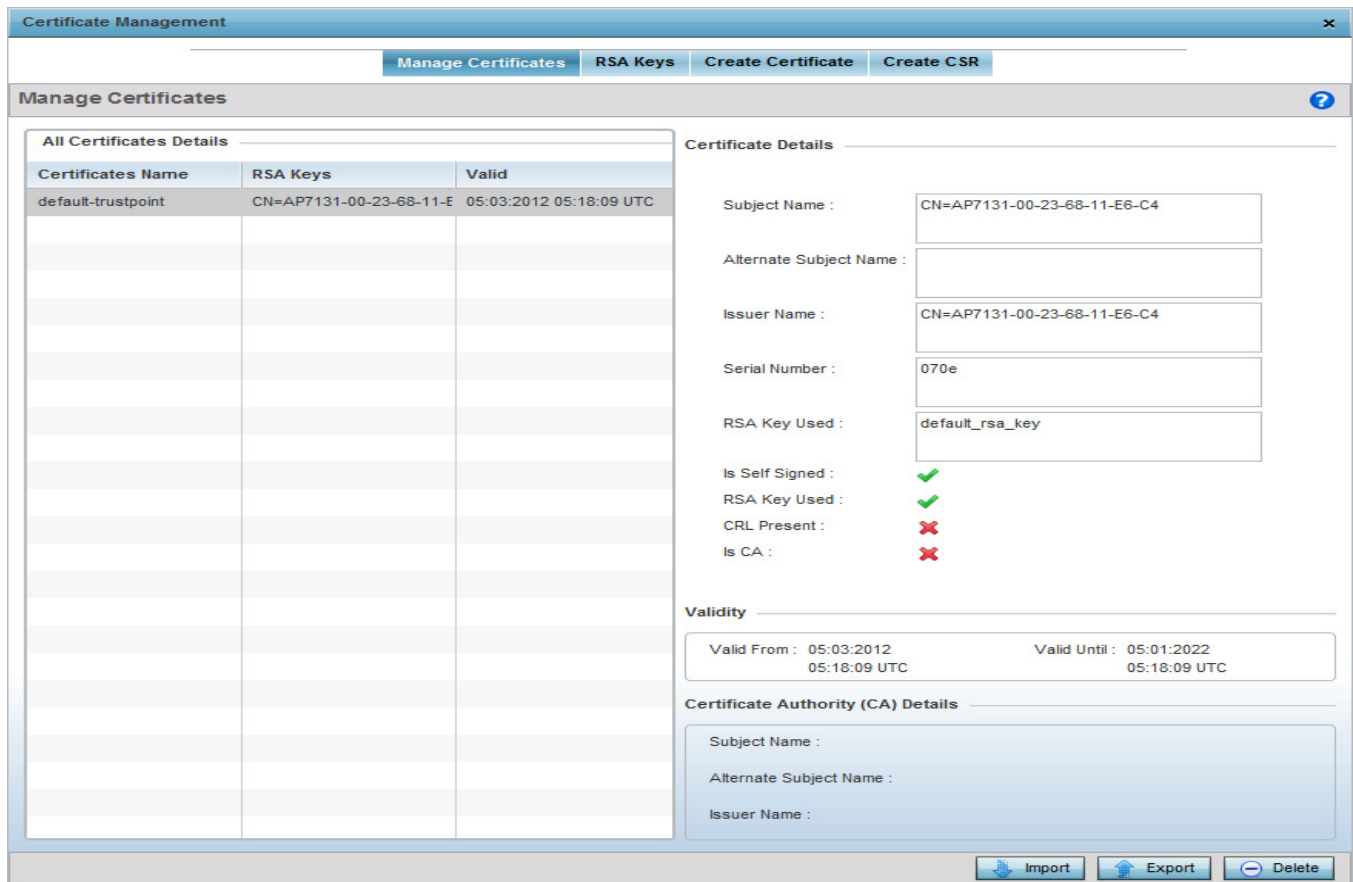 Certificate Management
Manage Certificates RSA Keys Create Certificate Create CSR
Manage Certificates
All Certificates Details
Certificates Name RSA Keys Valid
default-trustpoint CN=AP7131-00-23-68-11-E 05:03:2012 05:18:09 UTC
Certificate Details
Subject Name : CN=AP7131-00-23-68-11-E6-C4
Alternate Subject Name :
Issuer Name : CN=AP7131-00-23-68-11-E6-C4
Serial Number : 070e
RSA Key Used : default_rsa_key
Is Self Signed :
RSA Key Used :
CRL Present :
Is CA :
Validity
Valid From : 05:03:2012 Valid Until : 05:01:2022
05:18:09 UTC 05:18:09 UTC
Certificate Authority (CA) Details
Subject Name :
Alternate Subject Name :
Issuer Name :
Import Export Delete